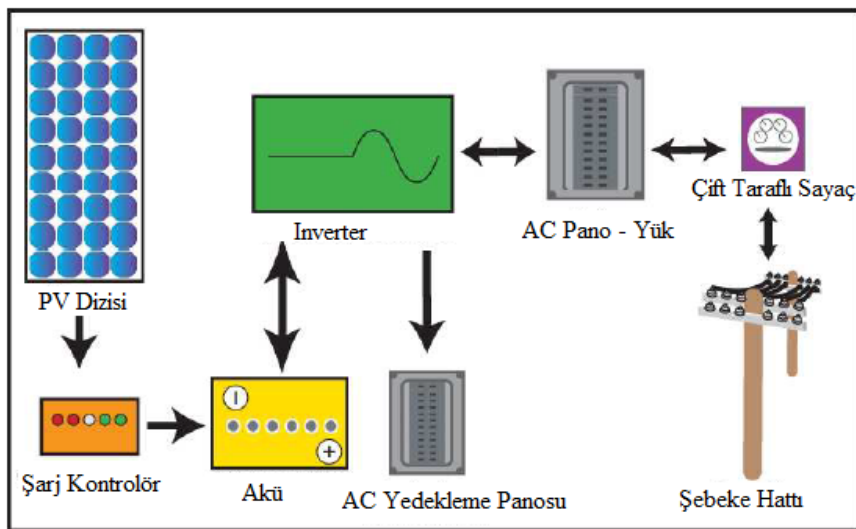 PV Dizisi
Inverter
AC Pano - Yük
Çift Taraflı Sayaç
Şarj Kontrolör
Akü
AC Yedekleme Panosu
Şebeke Hattı